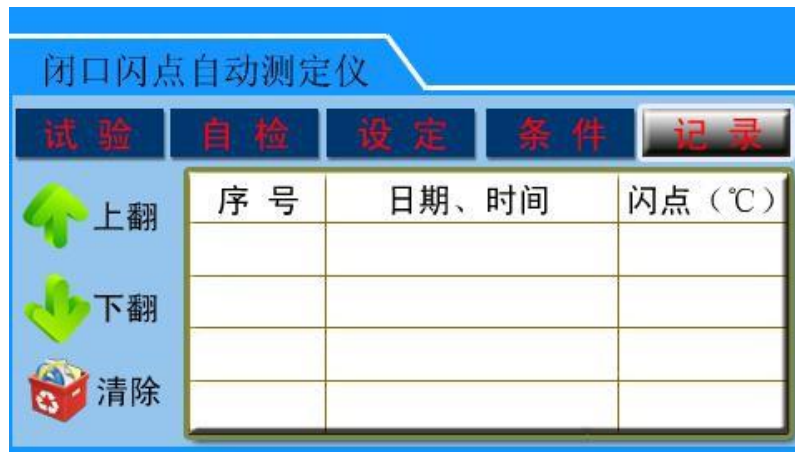 闭口闪点自动测定仪
试 验 自 检 设 定 条 件 记 录
序 号 日期、时间 闪点（℃）
上翻
下翻
清除